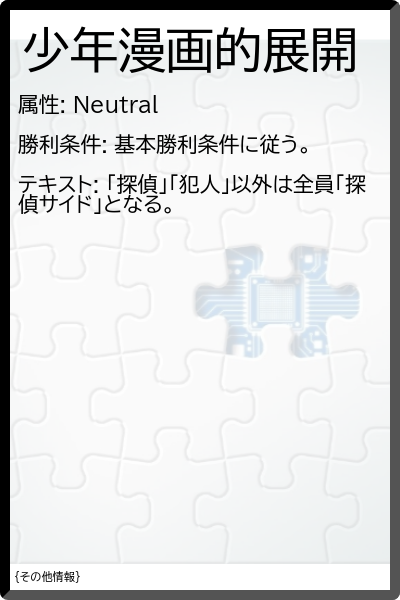 少年漫画的展開
属性: Neutral
勝利条件: 基本勝利条件に従う。
テキスト: 「探偵」「犯人」以外は全員「探
偵サイド」となる。
{その他情報}